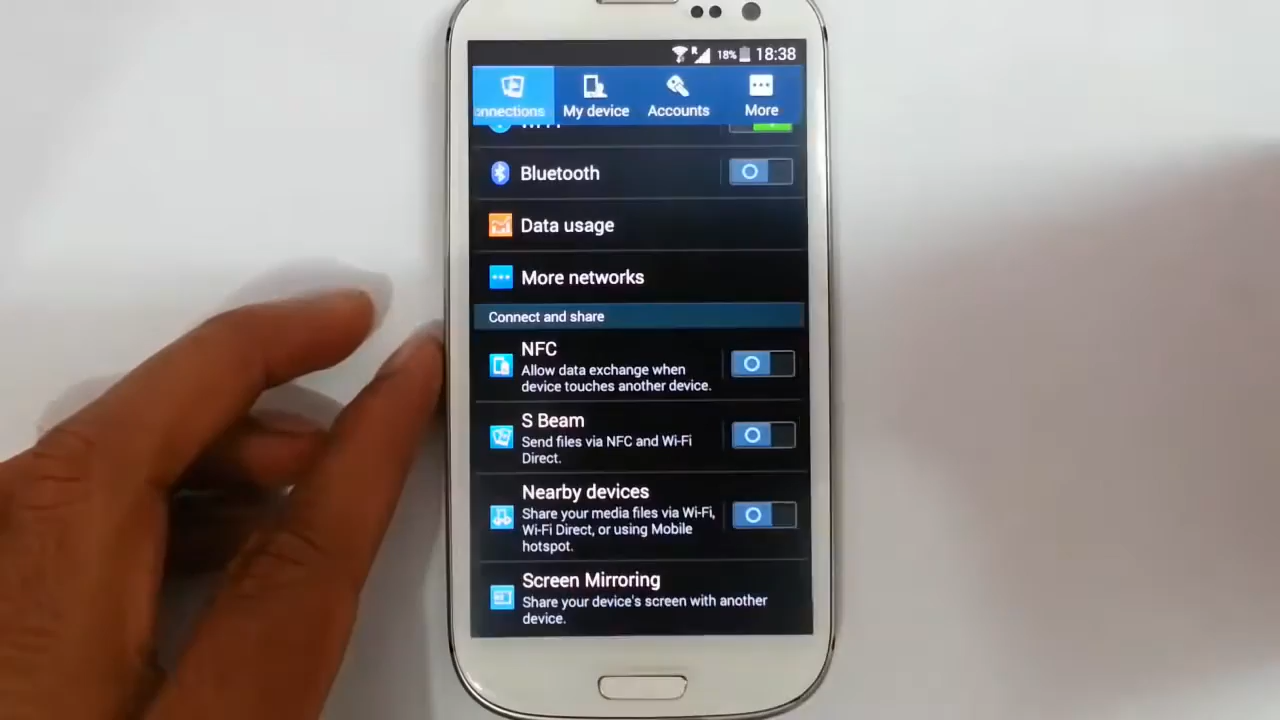 R 18% 18:38
nnections My device Accounts More
Bluetooth
Data usage
More networks
Connect and share
NFC
Allow data exchange when
device touches another device.
S Beam
Send files via NFC and Wi-Fi
Direct.
Nearby devices
Share your media files via Wi-Fi,
Wi-Fi Direct, or using Mobile
hotspot.
Screen Mirroring
Share your device's screen with another
device.